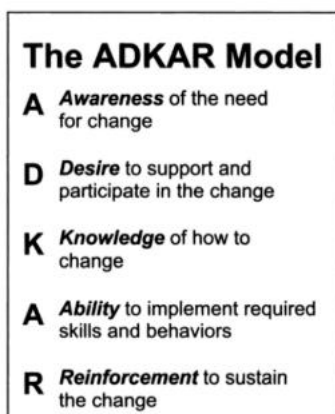 The ADKAR Model
A Awareness of the need
for change
D Desire to support and
participate in the change
K Knowledge of how to
change
A Ability to implement required
skills and behaviors
R Reinforcement to sustain
the change